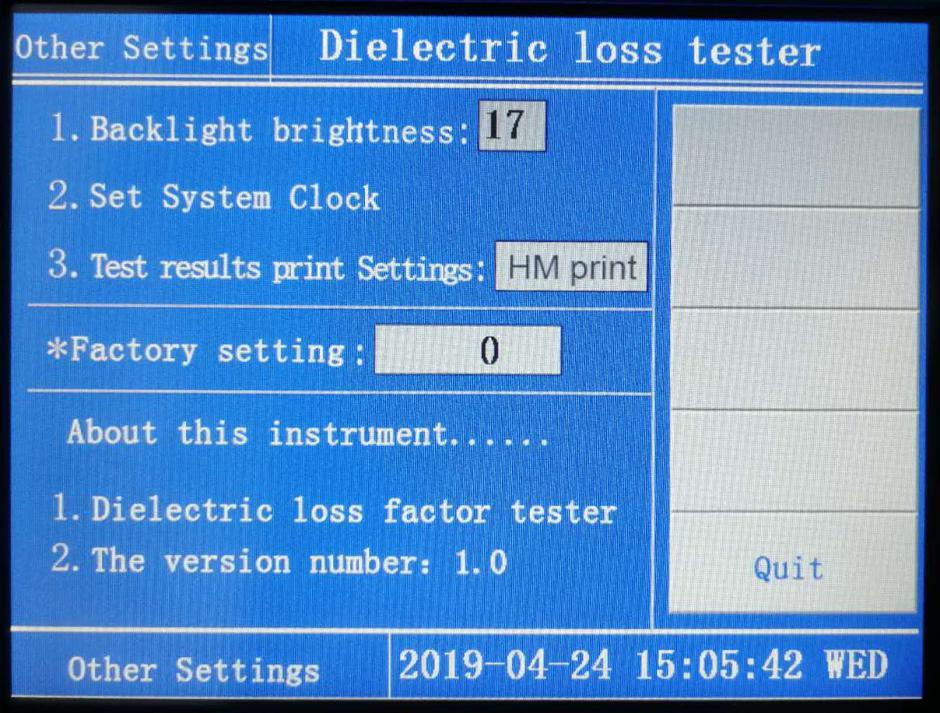 Other Settings
Dielectric loss tester
1. Backlight brightness: 17
2. Set System Clock
3. Test results print Settings: HM print
*Factory setting: 0
About this instrument......
1. Dielectric loss factor tester
2. The version number: 1.0
Quit
Other Settings
2019-04-24 15:05:42 WED